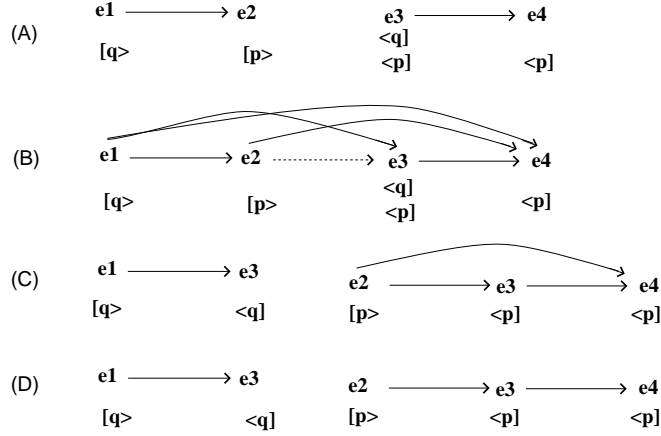 (A) e1 e2 e3 e4
<q]
[q> [p> <p] <p]
(B) e1 e2 e3 e4
<q]
[q> [p> <p] <p]
(C) e1 e3 e2 e3 e4
[q> <q] [p> <p] <p]
(D) e1 e3 e2 e3 e4
[q> <q] [p> <p] <p]